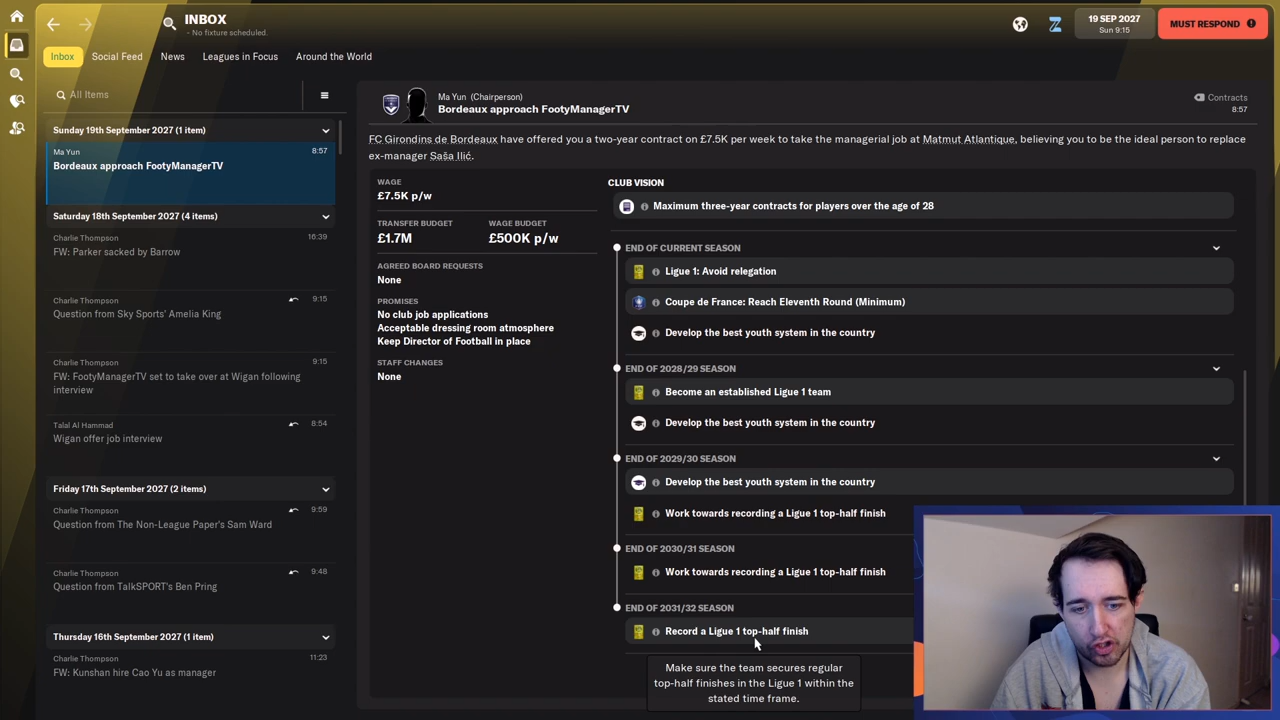 INBOX
- No fixture scheduled.
19 SEP 2027
Sun 9:15
MUST RESPOND
Inbox
Social Feed
News
Leagues in Focus
Around the World
All Items
Sunday 19th September 2027 (1 item)
Ma Yun
8:57
Bordeaux approach FootyManagerTV
Saturday 18th September 2027 (4 items)
Charlie Thompson
16:39
FW: Parker sacked by Barrow
Charlie Thompson
9:15
Question from Sky Sports' Amelia King
Charlie Thompson
9:15
FW: FootyManagerTV set to take over at Wigan following
interview
Talal Al Hammad
8:54
Wigan offer job interview
Friday 17th September 2027 (2 items)
Charlie Thompson
9:59
Question from The Non-League Paper's Sam Ward
Charlie Thompson
9:48
Question from TalkSPORT's Ben Pring
Thursday 16th September 2027 (1 item)
Charlie Thompson
11:23
FW: Kunshan hire Cao Yu as manager
Ma Yun (Chairperson)
Bordeaux approach FootyManagerTV
Contracts
8:57
FC Girondins de Bordeaux have offered you a two-year contract on £7.5K per week to take the managerial job at Matmut Atlantique, believing you to be the ideal person to replace
ex-manager Saša Ilić.
WAGE
£7.5K p/w
TRANSFER BUDGET
£1.7M
WAGE BUDGET
£500K p/w
AGREED BOARD REQUESTS
None
PROMISES
No club job applications
Acceptable dressing room atmosphere
Keep Director of Football in place
STAFF CHANGES
None
CLUB VISION
Maximum three-year contracts for players over the age of 28
END OF CURRENT SEASON
Ligue 1: Avoid relegation
Coupe de France: Reach Eleventh Round (Minimum)
Develop the best youth system in the country
END OF 2028/29 SEASON
Become an established Ligue 1 team
Develop the best youth system in the country
END OF 2029/30 SEASON
Develop the best youth system in the country
Work towards recording a Ligue 1 top-half finish
END OF 2030/31 SEASON
Work towards recording a Ligue 1 top-half finish
END OF 2031/32 SEASON
Record a Ligue 1 top-half finish
Make sure the team secures regular
top-half finishes in the Ligue 1 within the
stated time frame.